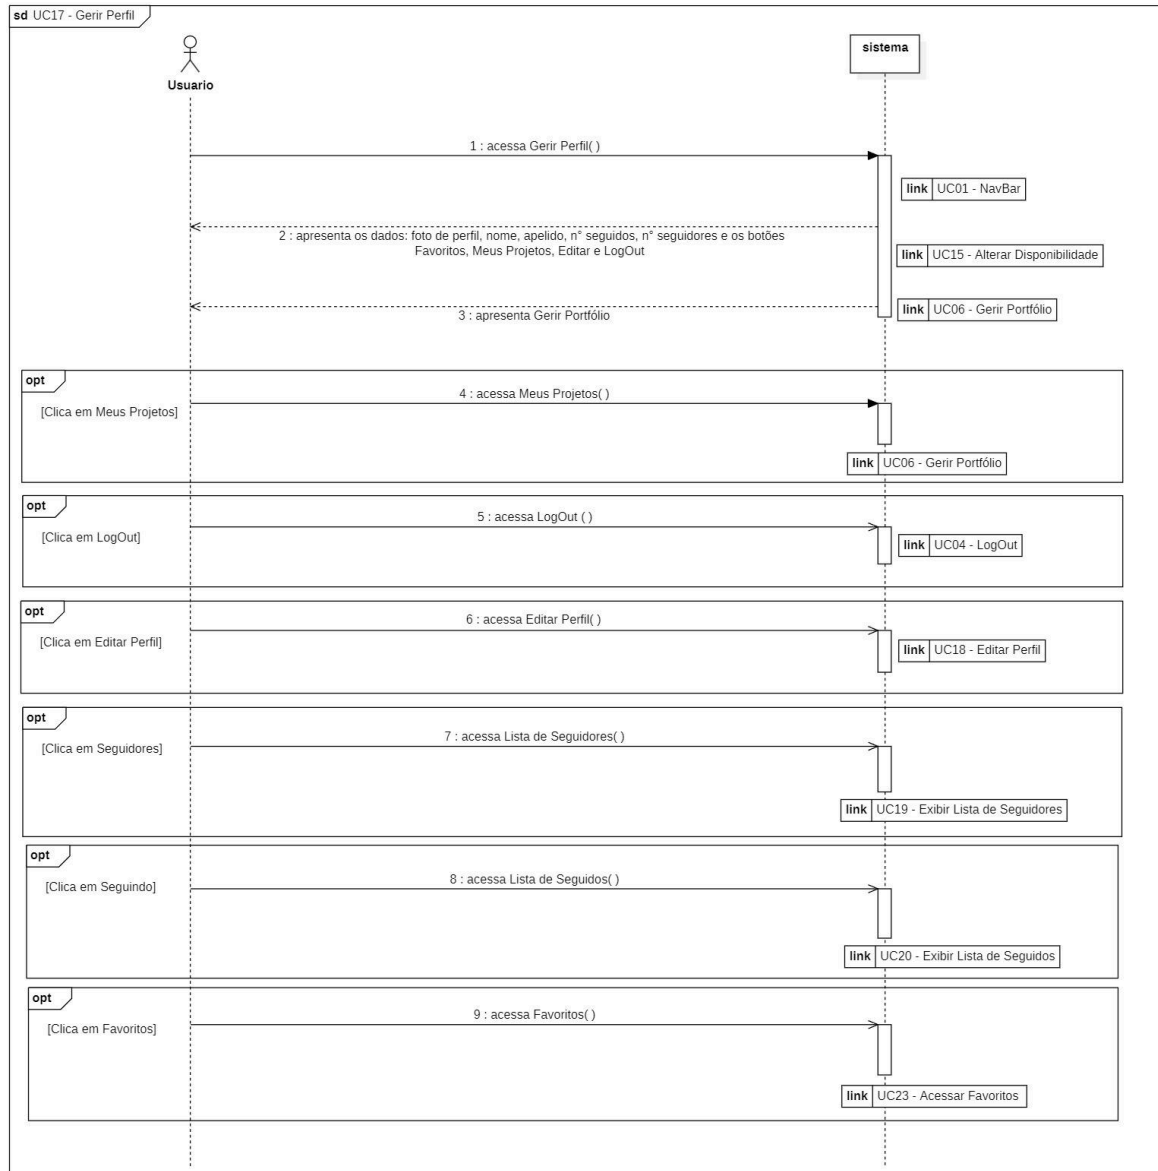 sd UC17 - Gerir Perfil
Usuario
sistema
1 : acessa Gerir Perfil( )
link UC01 - NavBar
2 : apresenta os dados: foto de perfil, nome, apelido, n° seguidos, n° seguidores e os botões
Favoritos, Meus Projetos, Editar e LogOut
link UC15 - Alterar Disponibilidade
3 : apresenta Gerir Portfólio
link UC06 - Gerir Portfólio
opt
[Clica em Meus Projetos]
4 : acessa Meus Projetos( )
link UC06 - Gerir Portfólio
opt
[Clica em LogOut]
5 : acessa LogOut ( )
link UC04 - LogOut
opt
[Clica em Editar Perfil]
6 : acessa Editar Perfil( )
link UC18 - Editar Perfil
opt
[Clica em Seguidores]
7 : acessa Lista de Seguidores( )
link UC19 - Exibir Lista de Seguidores
opt
[Clica em Seguindo]
8 : acessa Lista de Seguidos( )
link UC20 - Exibir Lista de Seguidos
opt
[Clica em Favoritos]
9 : acessa Favoritos( )
link UC23 - Acessar Favoritos